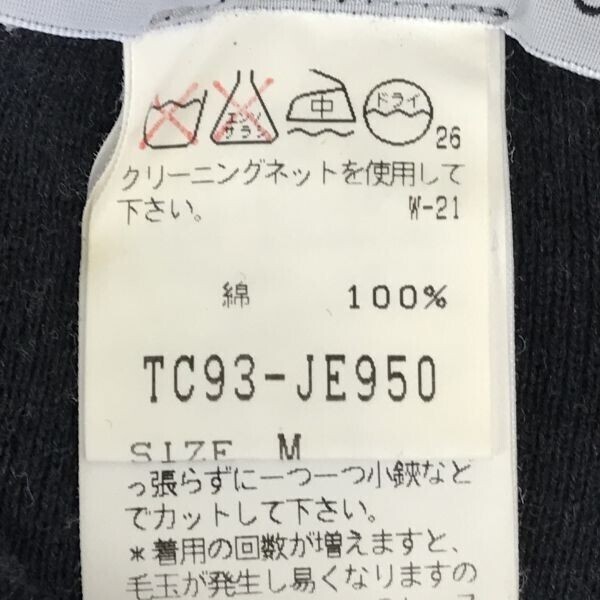 エンソ
サラシ
中
ドライ
26
クリーニングネットを使用して
下さい。 W-21
綿 100%
TC93-JE950
SIZE M
っ張らずに一つ一つ小鋏など
でカットして下さい。
*着用の回数が増えますと、
毛玉が発生し易くなりますの